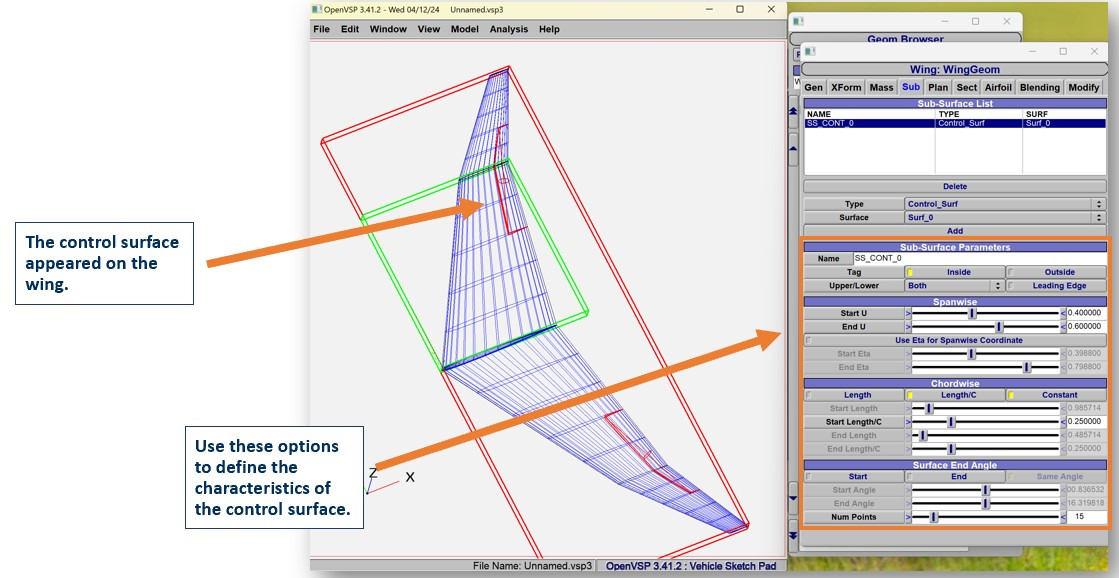 OpenVSP 3.41.2 - Wed 04/12/24 Unnamed.vsp3
File Edit Window View Model Analysis Help
The control surface
appeared on the
wing.
Use these options
to define the
characteristics of
the control surface.
Z
X
File Name: Unnamed.vsp3 OpenVSP 3.41.2 : Vehicle Sketch Pad
Geom Browser
Wing: WingGeom
Gen XForm Mass Sub Plan Sect Airfoil Blending Modify
Sub-Surface List
NAME TYPE SURF
SS_CONT_0 Control_Surf Surf_0
Delete
Type Control_Surf
Surface Surf_0
Add
Sub-Surface Parameters
Name SS_CONT_0
Tag Inside Outside
Upper/Lower Both Leading Edge
Spanwise
Start U > < 0.400000
End U > < 0.600000
Use Eta for Spanwise Coordinate
Start Eta > < 0.398800
End Eta > < 0.798800
Chordwise
Length Length/C Constant
Start Length > < 0.985714
Start Length/C > < 0.250000
End Length > < 0.485714
End Length/C > < 0.250000
Surface End Angle
Start End Same Angle
Start Angle > < 00.836532
End Angle > < 16.319818
Num Points > < 15